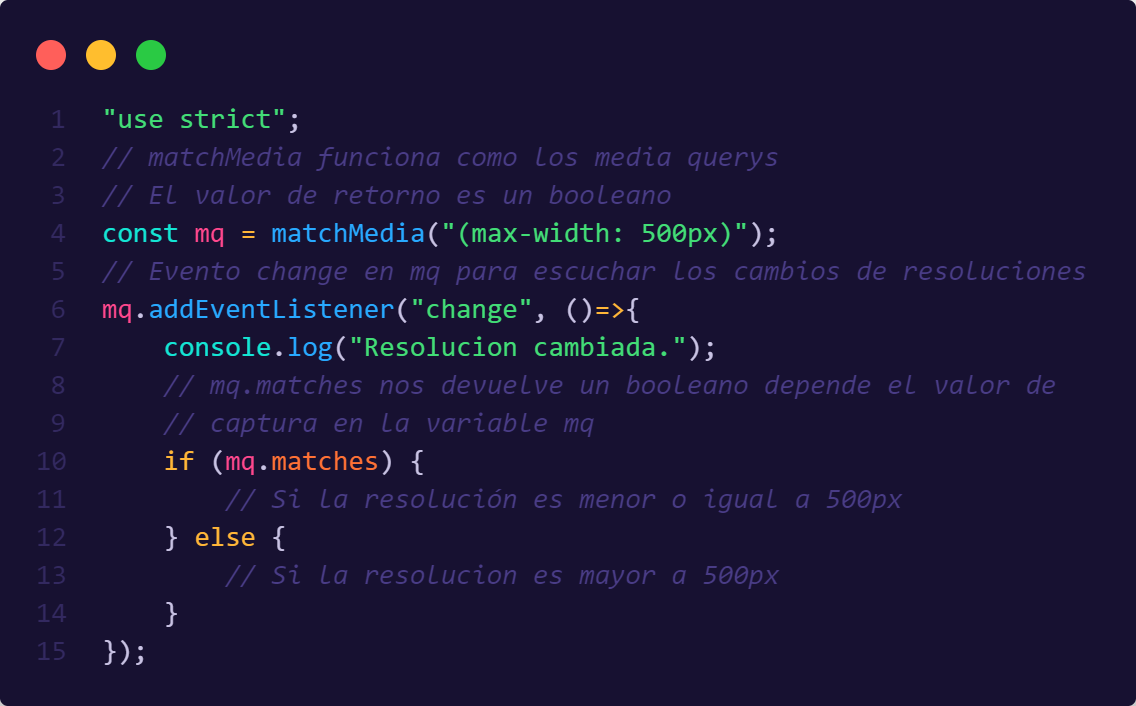 1 "use strict";
2 // matchMedia funciona como los media querys
3 // El valor de retorno es un booleano
4 const mq = matchMedia("(max-width: 500px)");
5 // Evento change en mq para escuchar los cambios de resoluciones
6 mq.addEventListener("change", ()=>{
7     console.log("Resolucion cambiada.");
8     // mq.matches nos devuelve un booleano depende el valor de
9     // captura en la variable mq
10     if (mq.matches) {
11         // Si la resolución es menor o igual a 500px
12     } else {
13         // Si la resolucion es mayor a 500px
14     }
15 });